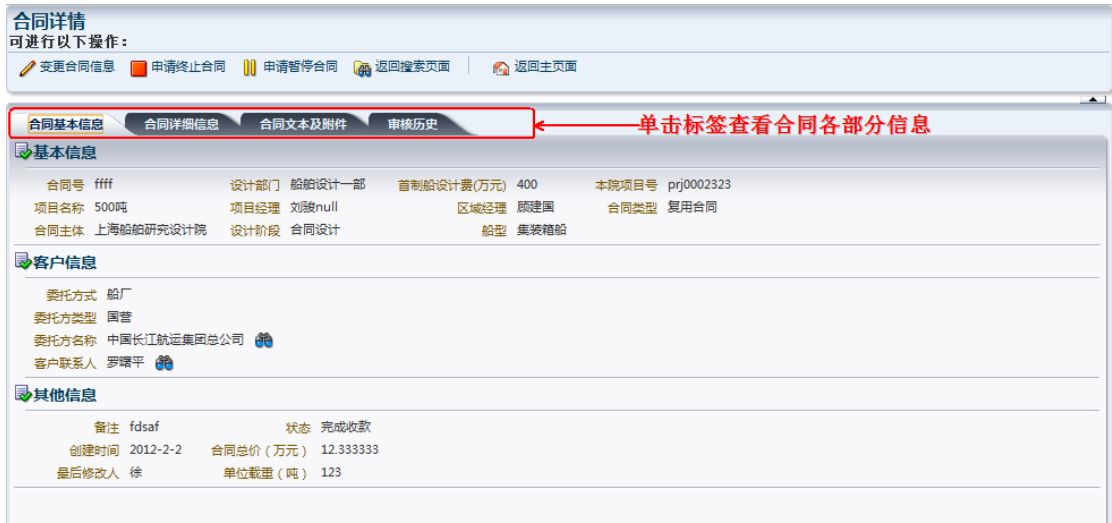 合同详情
可进行以下操作：
变更合同信息 申请终止合同 申请暂停合同 返回搜索页面 返回主页面
合同基本信息 合同详细信息 合同文本及附件 审核历史 单击标签查看合同各部分信息
基本信息
合同号 ffff 设计部门 船舶设计一部 首制船设计费(万元) 400 本院项目号 prj0002323
项目名称 500吨 项目经理 刘骏null 区域经理 顾建国 合同类型 复用合同
合同主体 上海船舶研究设计院 设计阶段 合同设计 船型 集装箱船
客户信息
委托方式 船厂
委托方类型 国营
委托方名称 中国长江航运集团总公司
客户联系人 罗曙平
其他信息
备注 fdsaf 状态 完成收款
创建时间 2012-2-2 合同总价（万元） 12.333333
最后修改人 徐 单位载重（吨） 123